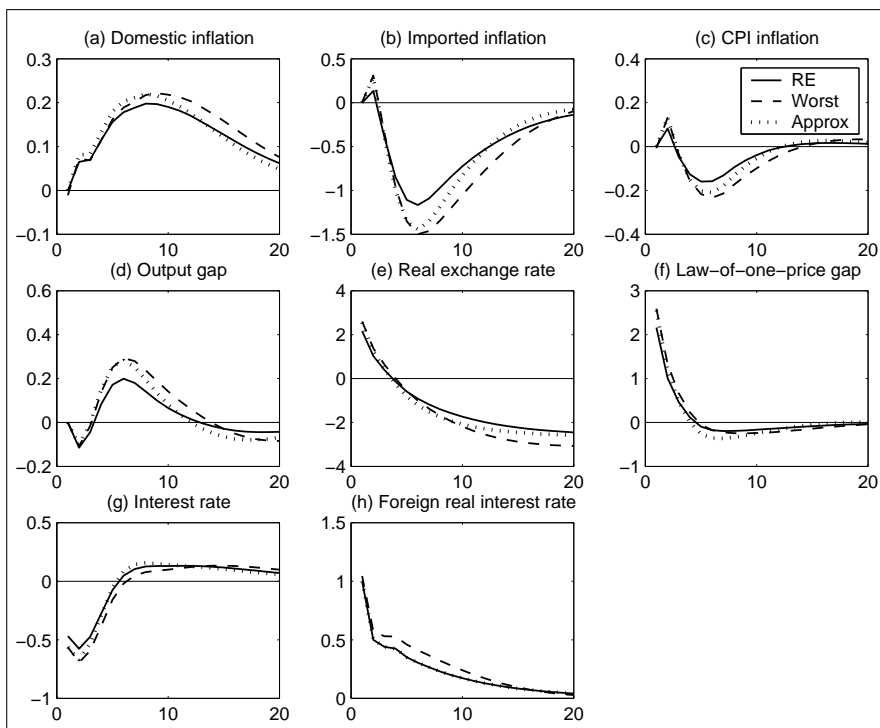 (a) Domestic inflation
0.3
0.2
0.1
0
−0.1
0 10 20
(b) Imported inflation
0.5
0
−0.5
−1
−1.5
0 10 20
(c) CPI inflation
0.4
0.2
0
−0.2
−0.4
0 10 20
RE
Worst
Approx
(d) Output gap
0.6
0.4
0.2
0
−0.2
0 10 20
(e) Real exchange rate
4
2
0
−2
−4
0 10 20
(f) Law−of−one−price gap
3
2
1
0
−1
0 10 20
(g) Interest rate
0.5
0
−0.5
−1
0 10 20
(h) Foreign real interest rate
1.5
1
0.5
0
0 10 20